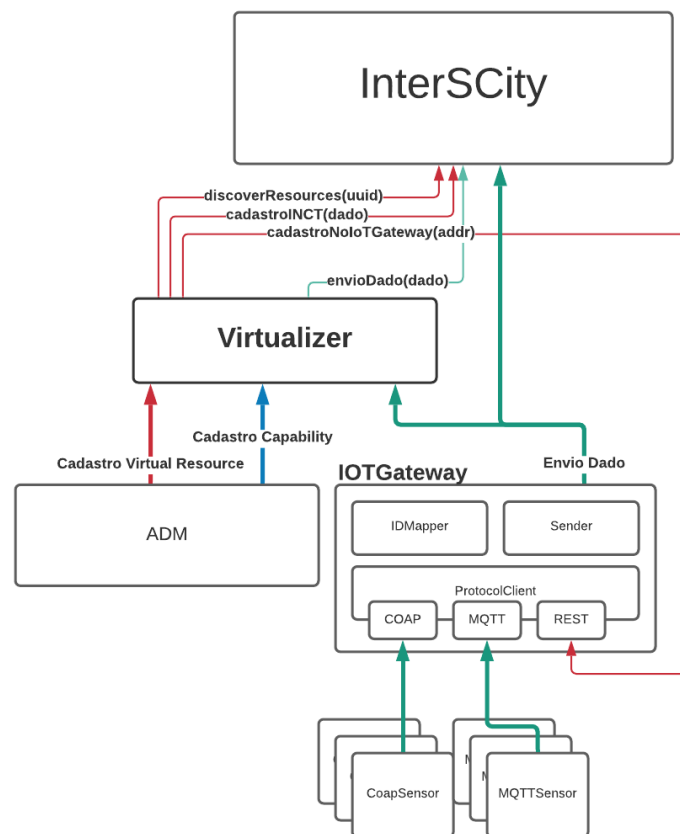 InterSCity
discoverResources(uuid)
cadastroINCT(dado)
cadastroNoIoTGateway(addr)
envioDado(dado)
Virtualizer
Cadastro Capability
Cadastro Virtual Resource
Envio Dado
IOTGateway
ADM
IDMapper
Sender
ProtocolClient
COAP
MQTT
REST
CoapSensor
MQTTSensor